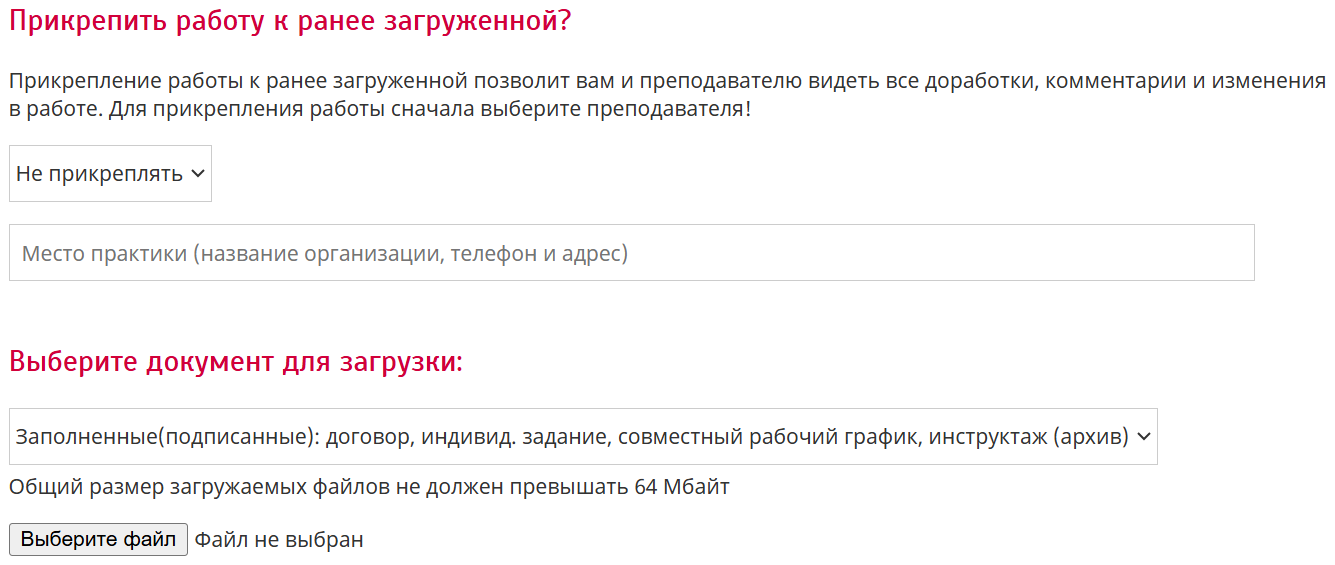 Прикрепить работу к ранее загруженной?
Прикрепление работы к ранее загруженной позволит вам и преподавателю видеть все доработки, комментарии и изменения
в работе. Для прикрепления работы сначала выберите преподавателя!
Не прикреплять
Место практики (название организации, телефон и адрес)
Выберите документ для загрузки:
Заполненные(подписанные): договор, индивид. задание, совместный рабочий график, инструктаж (архив)
Общий размер загружаемых файлов не должен превышать 64 Мбайт
Выберите файл Файл не выбран